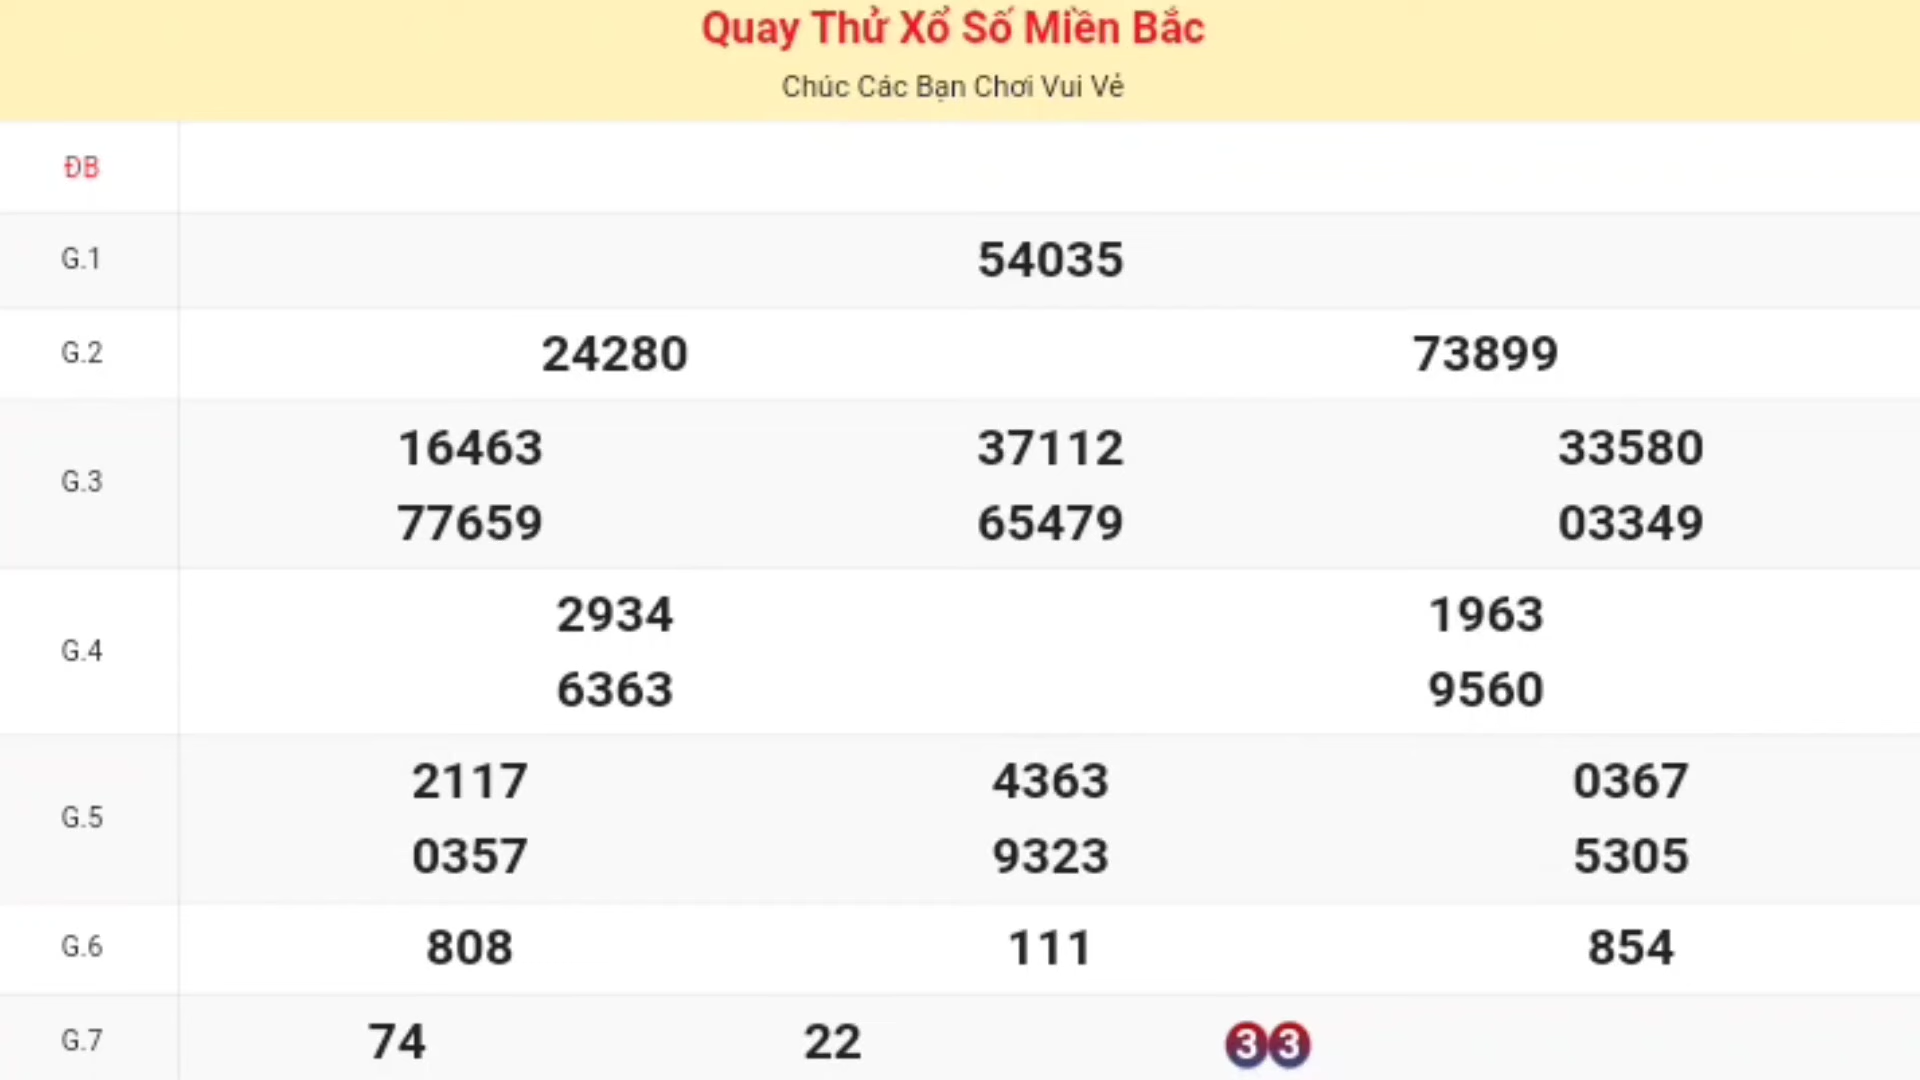 Quay Thử Xổ Số Miền Bắc
Chúc Các Bạn Chơi Vui Vẻ
ĐB
G.1 54035
G.2 24280 73899
G.3 16463 37112 33580
77659 65479 03349
G.4 2934 1963
6363 9560
G.5 2117 4363 0367
0357 9323 5305
G.6 808 111 854
G.7 74 22 33